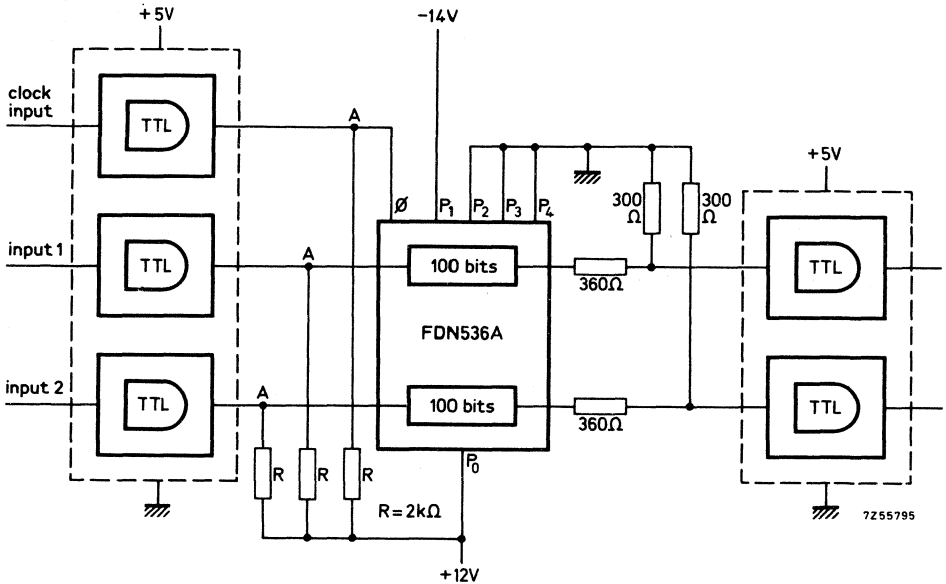 +5V
-14V
clock
input
TTL
A
+5V
Ø
P1
P2
P3
P4
300
Ω
300
Ω
input 1
TTL
A
100 bits
360Ω
TTL
FDN536A
input 2
TTL
A
100 bits
360Ω
TTL
P0
R
R
R
R=2kΩ
7Z55795
+12V